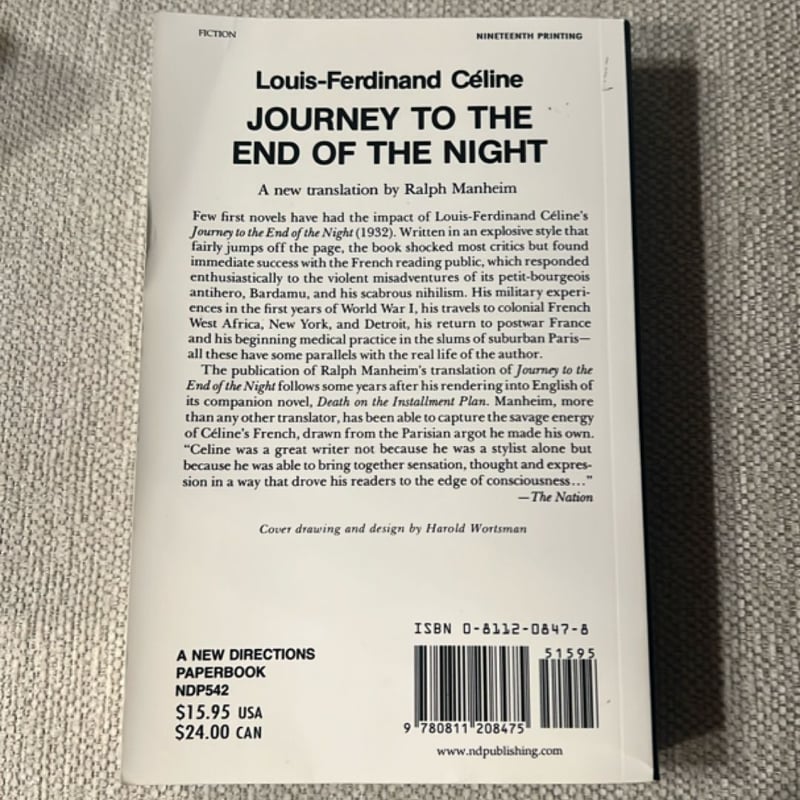 FICTION
NINETEENTH PRINTING
Louis-Ferdinand Céline
JOURNEY TO THE
END OF THE NIGHT
A new translation by Ralph Manheim
Few first novels have had the impact of Louis-Ferdinand Céline's
Journey to the End of the Night (1932). Written in an explosive style that
fairly jumps off the page, the book shocked most critics but found
immediate success with the French reading public, which responded
enthusiastically to the violent misadventures of its petit-bourgeois
antihero, Bardamu, and his scabrous nihilism. His military experi-
ences in the first years of World War I, his travels to colonial French
West Africa, New York, and Detroit, his return to postwar France
and his beginning medical practice in the slums of suburban Paris—
all these have some parallels with the real life of the author.
The publication of Ralph Manheim's translation of Journey to the
End of the Night follows some years after his rendering into English of
its companion novel, Death on the Installment Plan. Manheim, more
than any other translator, has been able to capture the savage energy
of Céline's French, drawn from the Parisian argot he made his own.
"Celine was a great writer not because he was a stylist alone but
because he was able to bring together sensation, thought and expres-
sion in a way that drove his readers to the edge of consciousness..."
—The Nation
Cover drawing and design by Harold Wortsman
ISBN 0-8112-0847-8
51595
A NEW DIRECTIONS
PAPERBOOK
NDP542
$15.95 USA
$24.00 CAN
9 780811 208475
www.ndpublishing.com